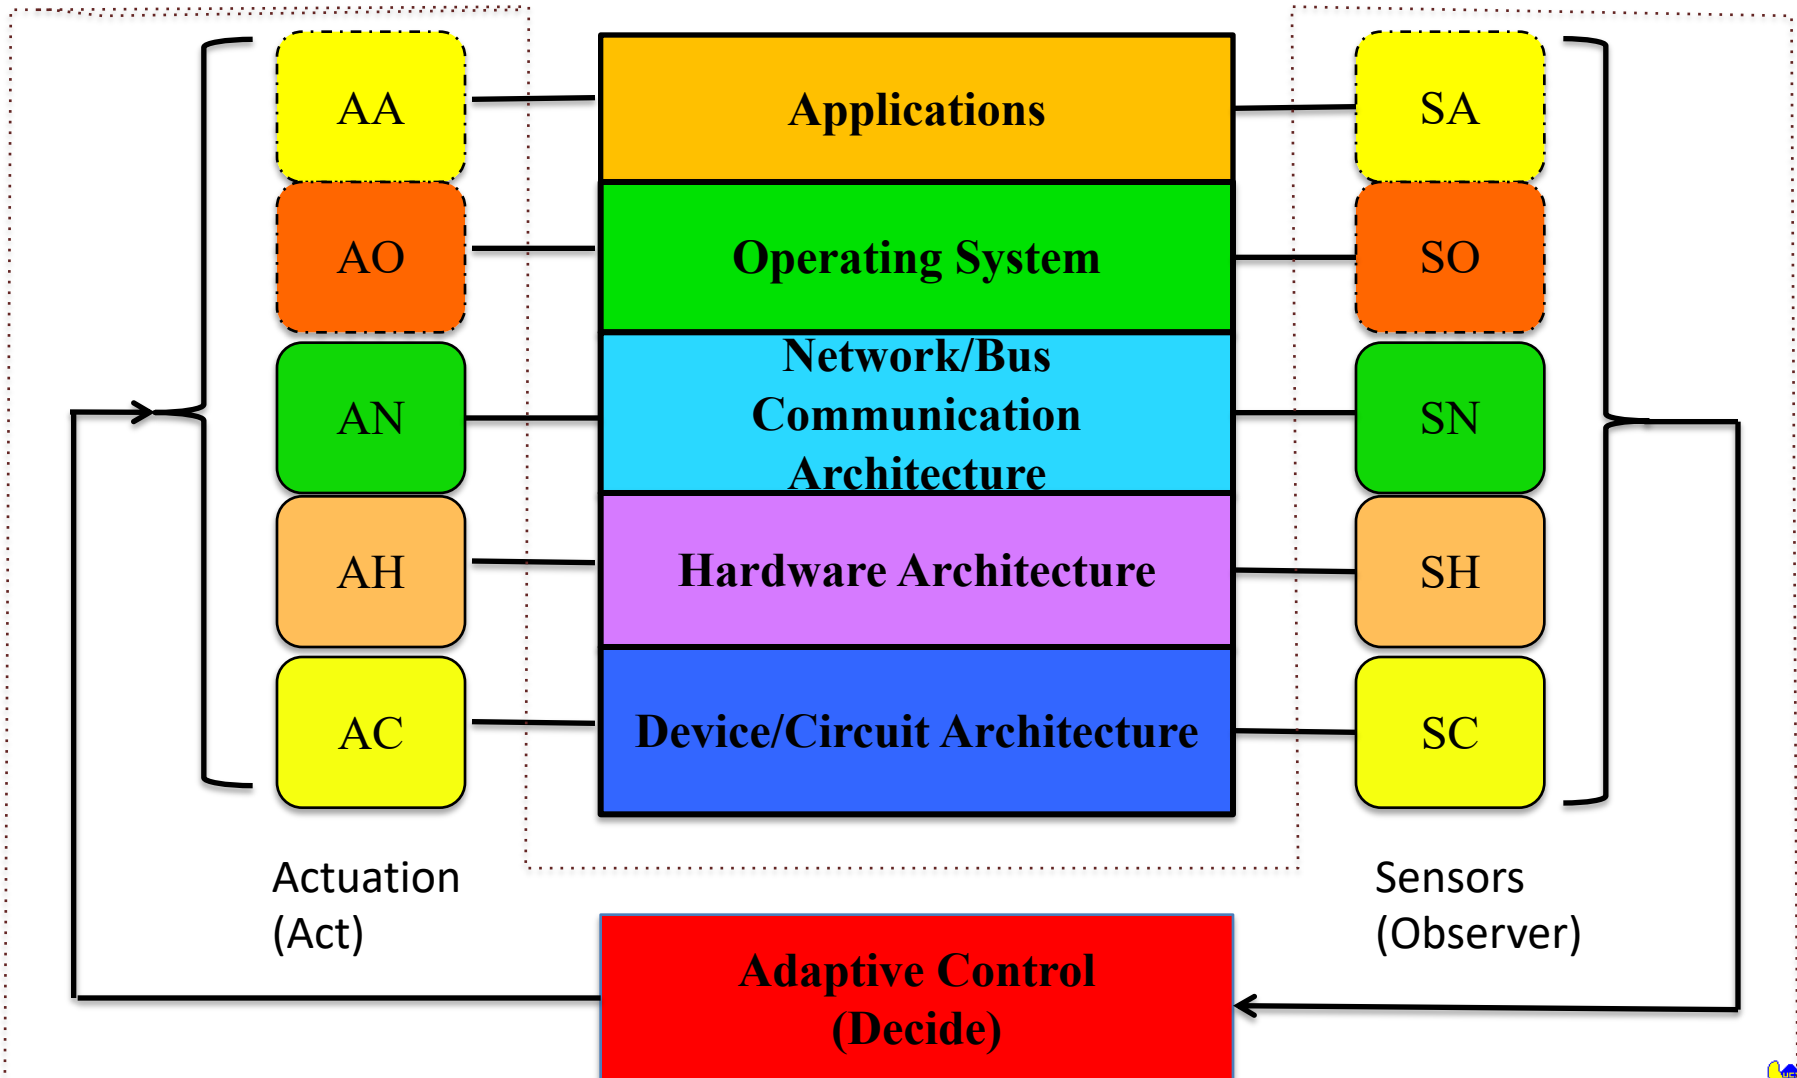 AA
Applications
SA
AO
Operating System
SO
AN
Network/Bus
Communication
Architecture
SN
AH
Hardware Architecture
SH
AC
Device/Circuit Architecture
SC
Actuation
(Act)
Sensors
(Observer)
Adaptive Control
(Decide)